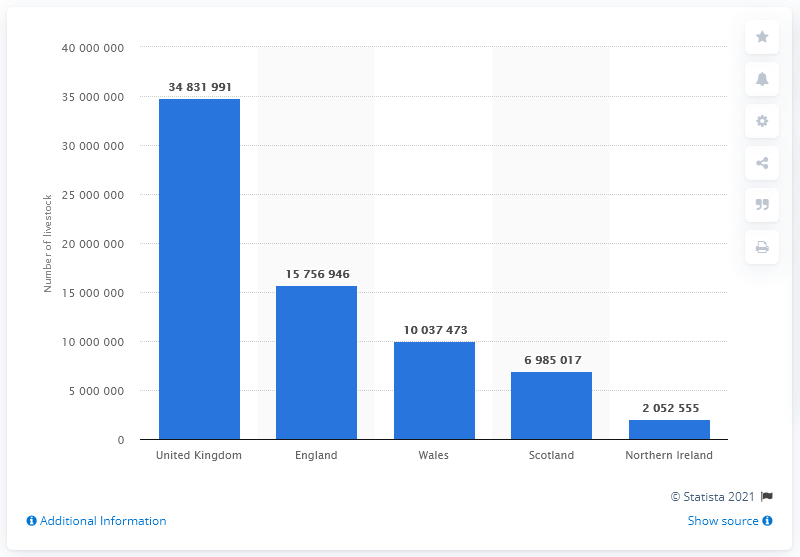 40 000 000
34 831 991
35 000 000
30 000 000
25 000 000
20 000 000
15 756 946
15 000 000
10 037 473
10 000 000
6 985 017
5 000 000
2 052 555
0
Number of livestock
United Kingdom England Wales Scotland Northern Ireland
© Statista 2021
Additional Information Show source